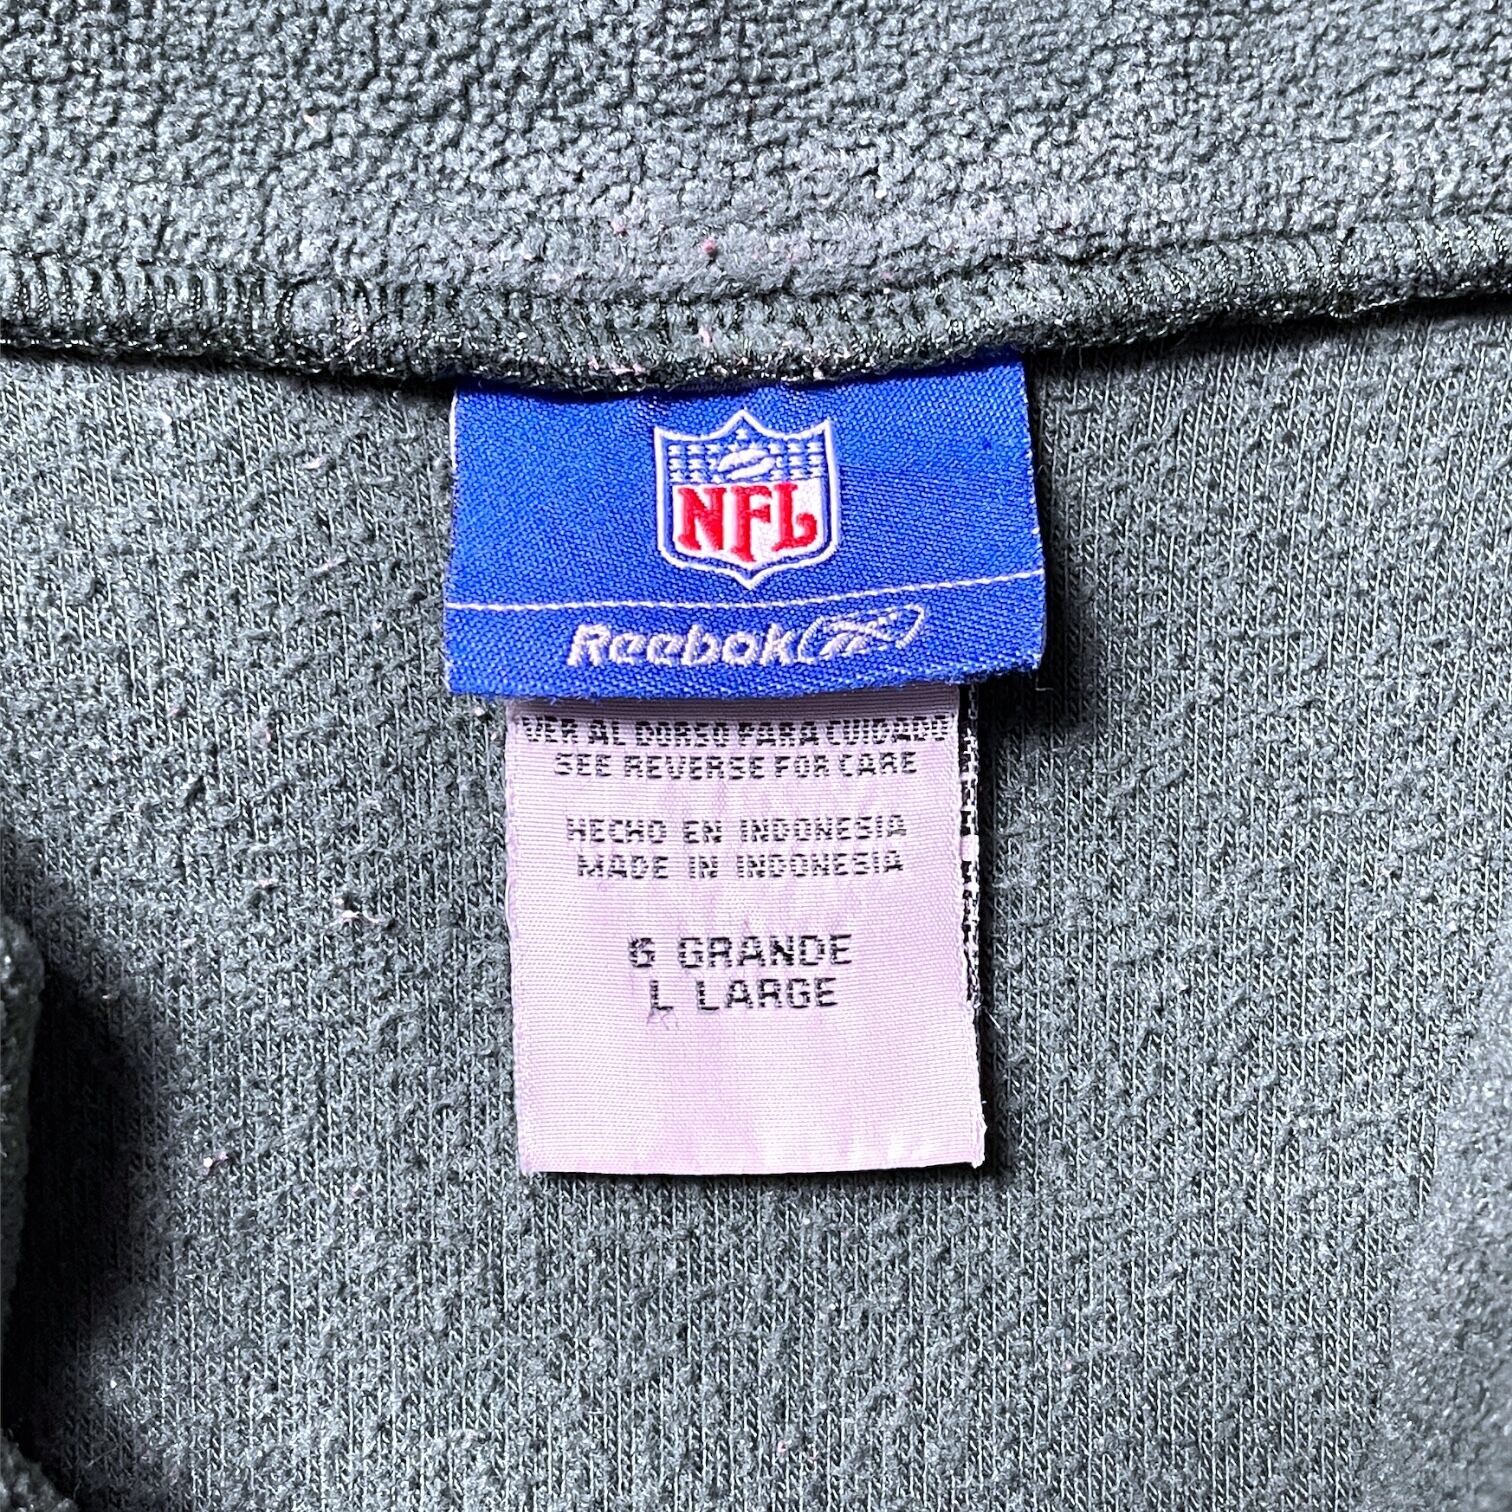 NFL
Reebok
VER AL DORSO PARA CUIDADO
SEE REVERSE FOR CARE
HECHO EN INDONESIA
MADE IN INDONESIA
G GRANDE
L LARGE